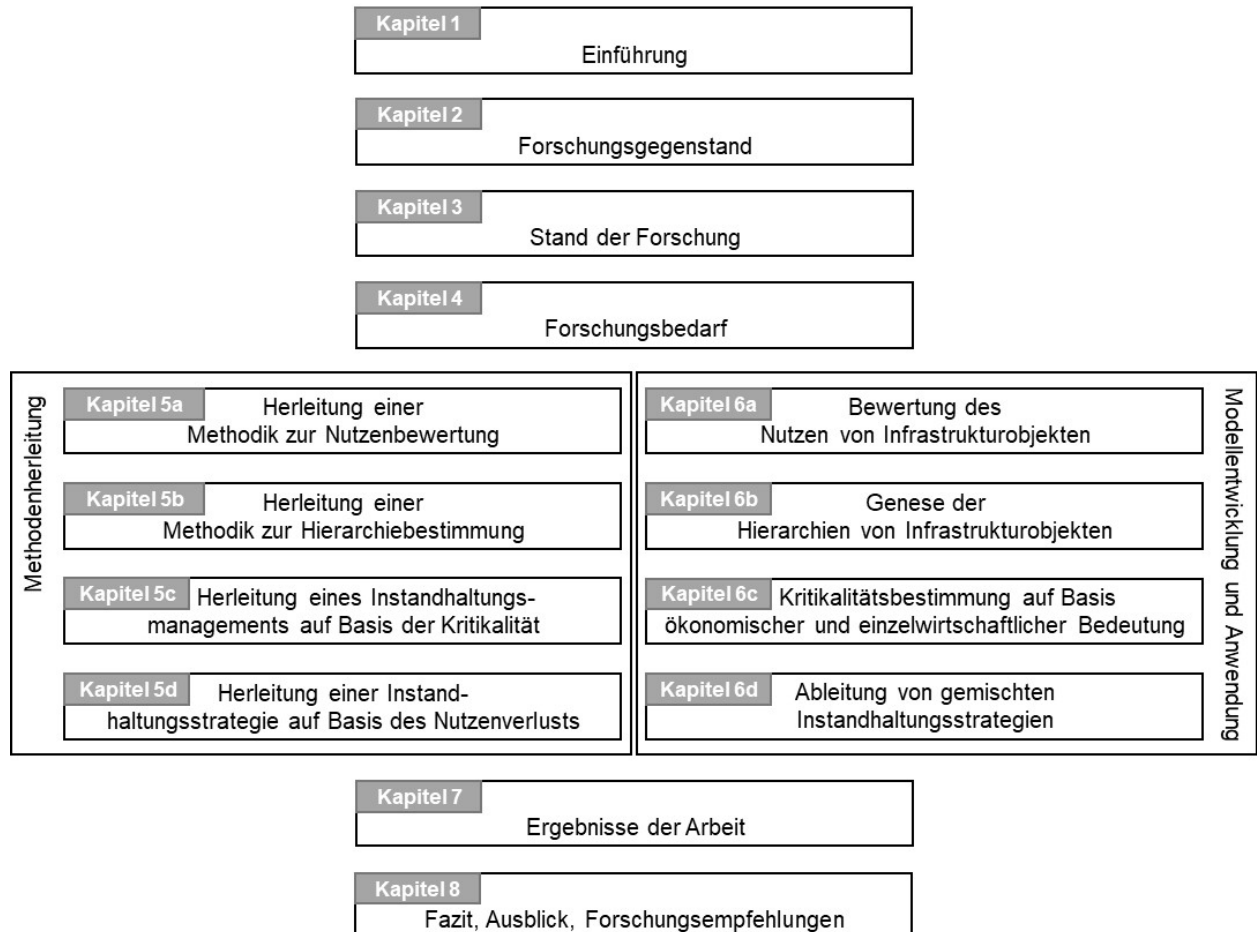 Kapitel 1
Einführung
Kapitel 2
Forschungsgegenstand
Kapitel 3
Stand der Forschung
Kapitel 4
Forschungsbedarf
Methodenherleitung
Kapitel 5a
Herleitung einer
Methodik zur Nutzenbewertung
Kapitel 5b
Herleitung einer
Methodik zur Hierarchiebestimmung
Kapitel 5c
Herleitung eines Instandhaltungs-
managements auf Basis der Kritikalität
Kapitel 5d
Herleitung einer Instand-
haltungsstrategie auf Basis des Nutzenverlusts
Modellentwicklung und Anwendung
Kapitel 6a
Bewertung des
Nutzen von Infrastrukturobjekten
Kapitel 6b
Genese der
Hierarchien von Infrastrukturobjekten
Kapitel 6c
Kritikalitätsbestimmung auf Basis
ökonomischer und einzelwirtschaftlicher Bedeutung
Kapitel 6d
Ableitung von gemischten
Instandhaltungsstrategien
Kapitel 7
Ergebnisse der Arbeit
Kapitel 8
Fazit, Ausblick, Forschungsempfehlungen